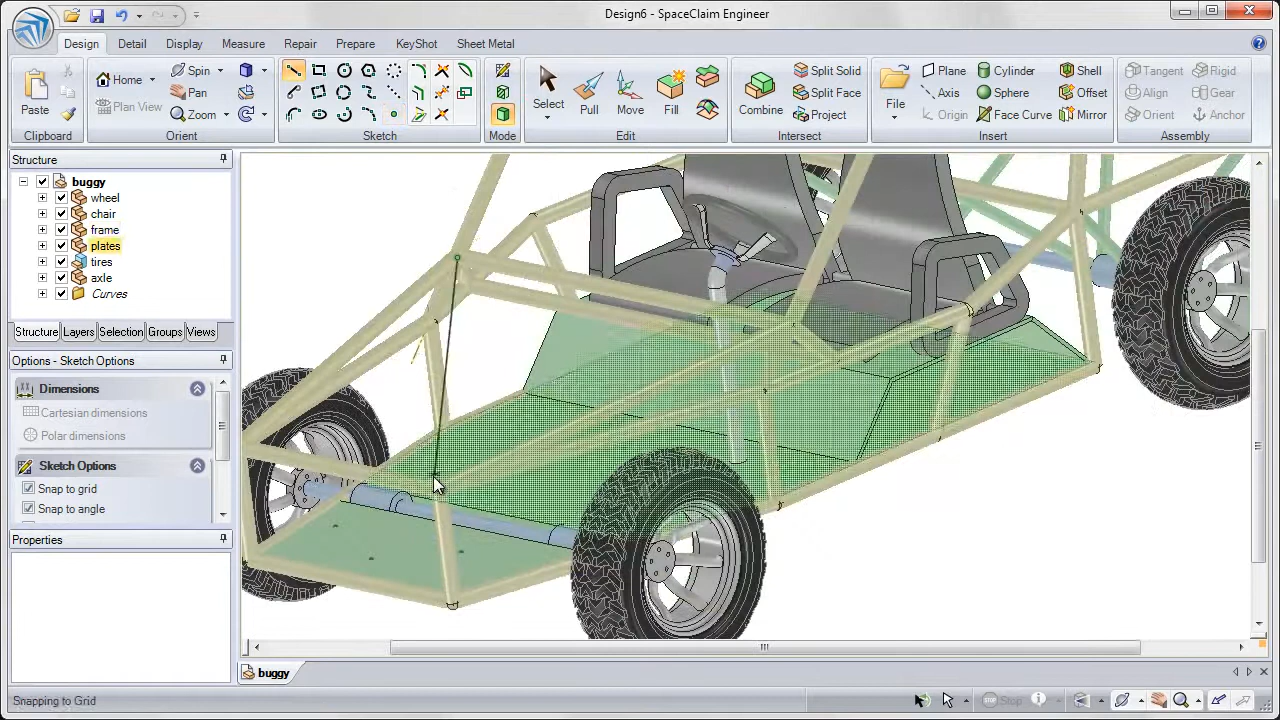 Design6 - SpaceClaim Engineer
Design Detail Display Measure Repair Prepare KeyShot Sheet Metal
Paste
Clipboard
Home Spin
Plan View Pan
Zoom
Orient
Sketch
Mode
Select Pull Move Fill
Edit
Combine
Split Solid
Split Face
Project
Intersect
File
Plane Cylinder Shell
Axis Sphere Offset
Origin Face Curve Mirror
Insert
Tangent Rigid
Align Gear
Orient Anchor
Assembly
Structure
buggy
wheel
chair
frame
plates
tires
axle
Curves
Structure Layers Selection Groups Views
Options - Sketch Options
Dimensions
Cartesian dimensions
Polar dimensions
Sketch Options
Snap to grid
Snap to angle
Properties
buggy
Snapping to Grid
Stop